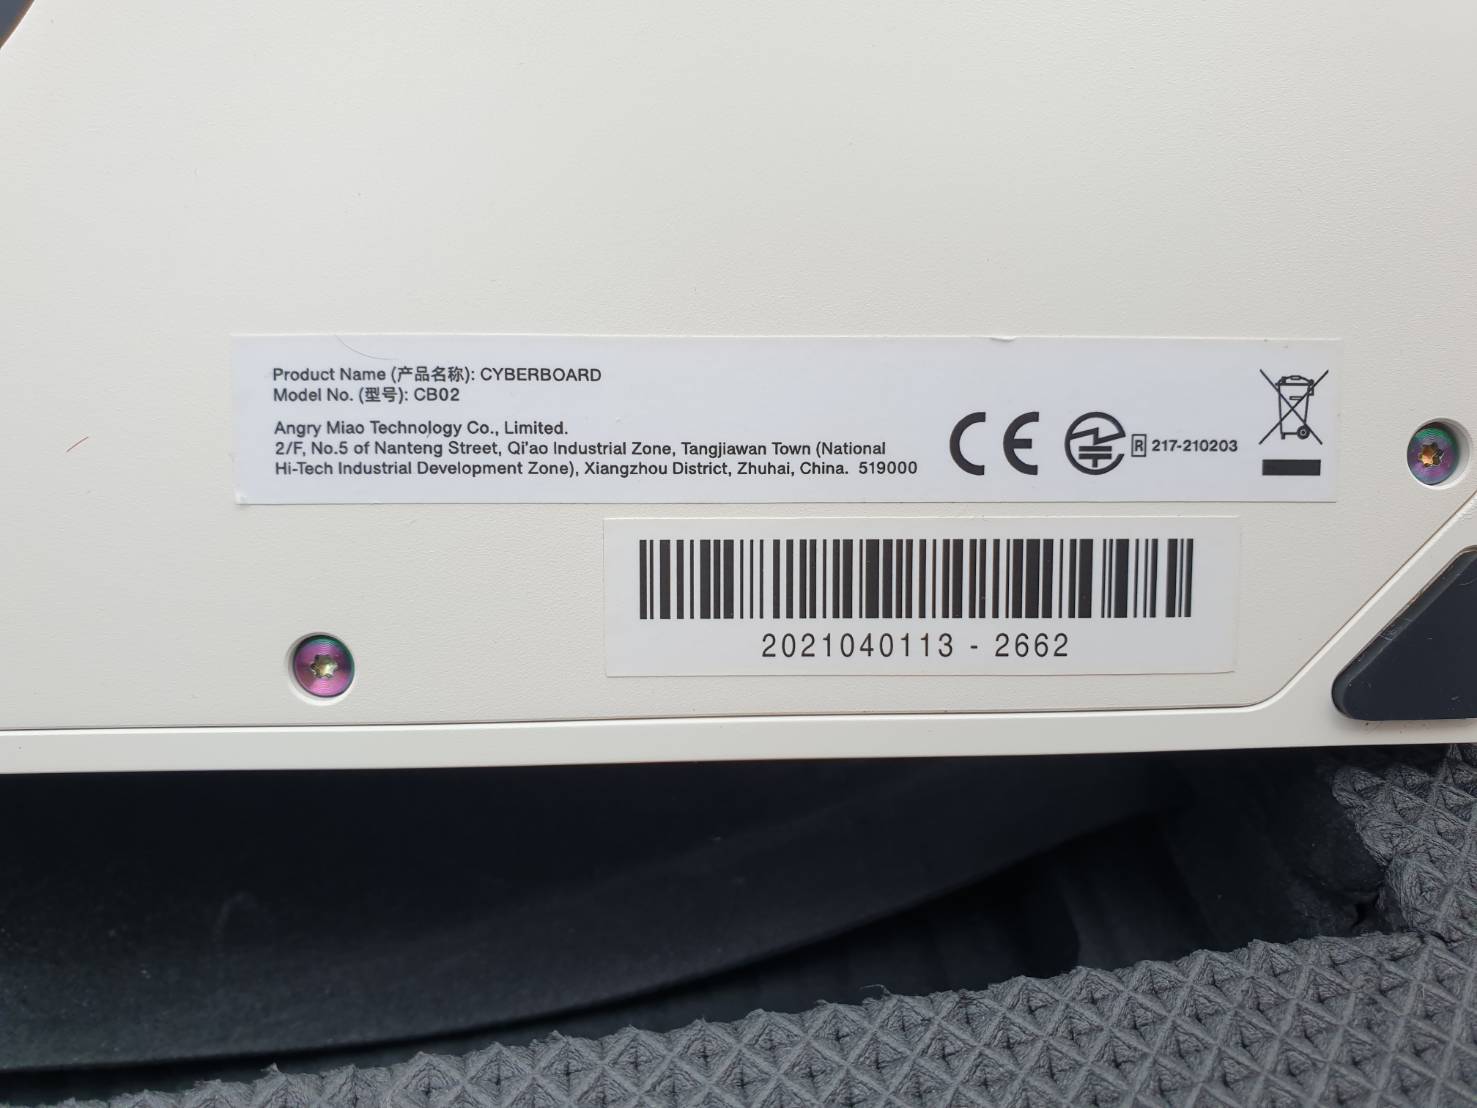 Product Name (产品名称): CYBERBOARD
Model No. (型号): CB02
Angry Miao Technology Co., Limited.
2/F, No.5 of Nanteng Street, Qi'ao Industrial Zone, Tangjiawan Town (National
Hi-Tech Industrial Development Zone), Xiangzhou District, Zhuhai, China. 519000
CE
R 217-210203
2021040113 - 2662